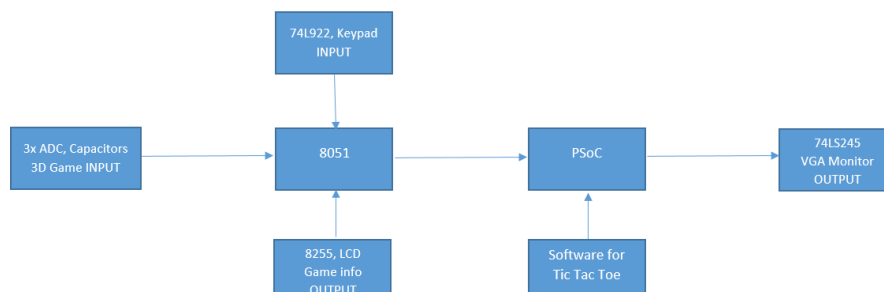 74L922, Keypad
INPUT
3x ADC, Capacitors
3D Game INPUT
8051
PSoC
74LS245
VGA Monitor
OUTPUT
8255, LCD
Game info
OUTPUT
Software for
Tic Tac Toe